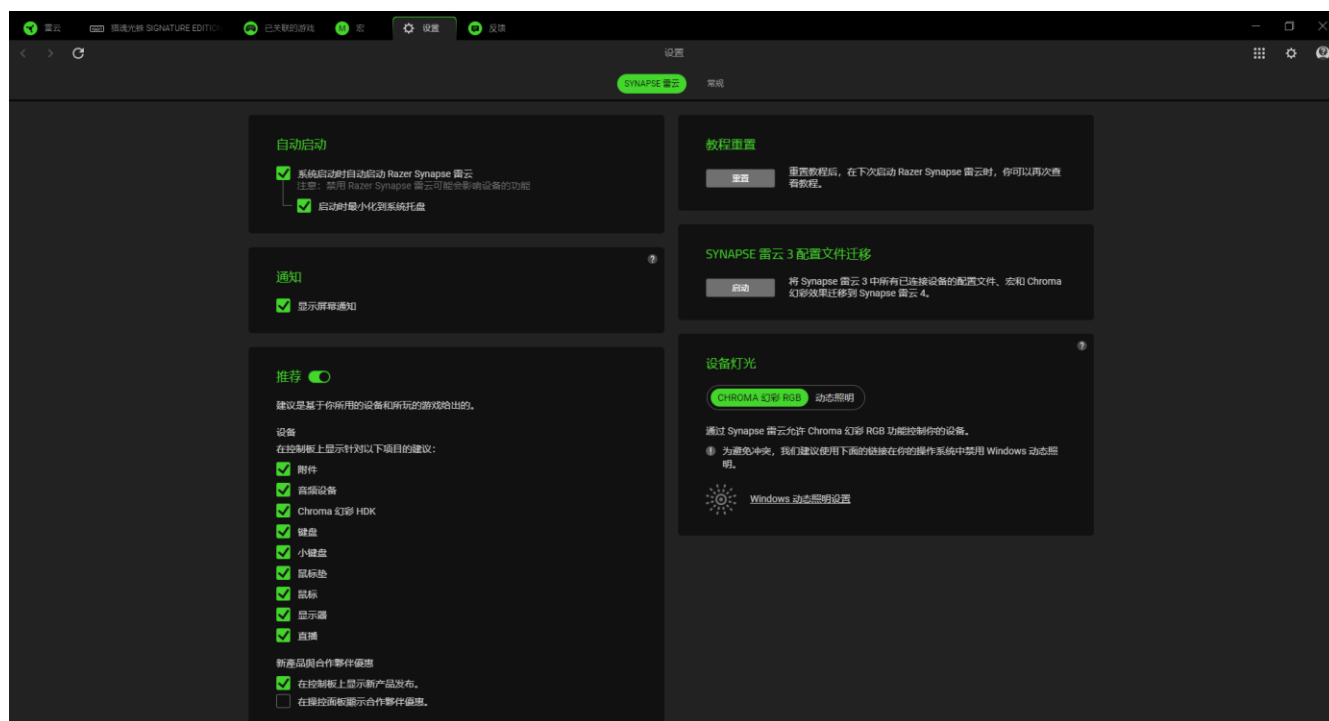 雷云
猎魂光蛛 SIGNATURE EDITION
已关联的游戏
M
宏
设置
反馈
设置
SYNAPSE 雷云
常规
自动启动
系统启动时自动启动 Razer Synapse 雷云
注意：禁用 Razer Synapse 雷云可能会影响设备的功能
启动时最小化到系统托盘
通知
显示屏幕通知
推荐
建议是基于你所用的设备和所玩的游戏给出的。
设备
在控制板上显示针对以下项目的建议：
附件
音频设备
Chroma 幻彩 HDK
键盘
小键盘
鼠标垫
鼠标
显示器
直播
新產品與合作夥伴優惠
在控制板上显示新产品发布。
在操控面板顯示合作夥伴優惠。
教程重置
重置
重置教程后，在下次启动 Razer Synapse 雷云时，你可以再次查
看教程。
SYNAPSE 雷云 3 配置文件迁移
启动
将 Synapse 雷云 3 中所有已连接设备的配置文件、宏和 Chroma
幻彩效果迁移到 Synapse 雷云 4。
设备灯光
CHROMA 幻彩 RGB
动态照明
通过 Synapse 雷云允许 Chroma 幻彩 RGB 功能控制你的设备。
为避免冲突，我们建议使用下面的链接在你的操作系统中禁用 Windows 动态照
明。
Windows 动态照明设置